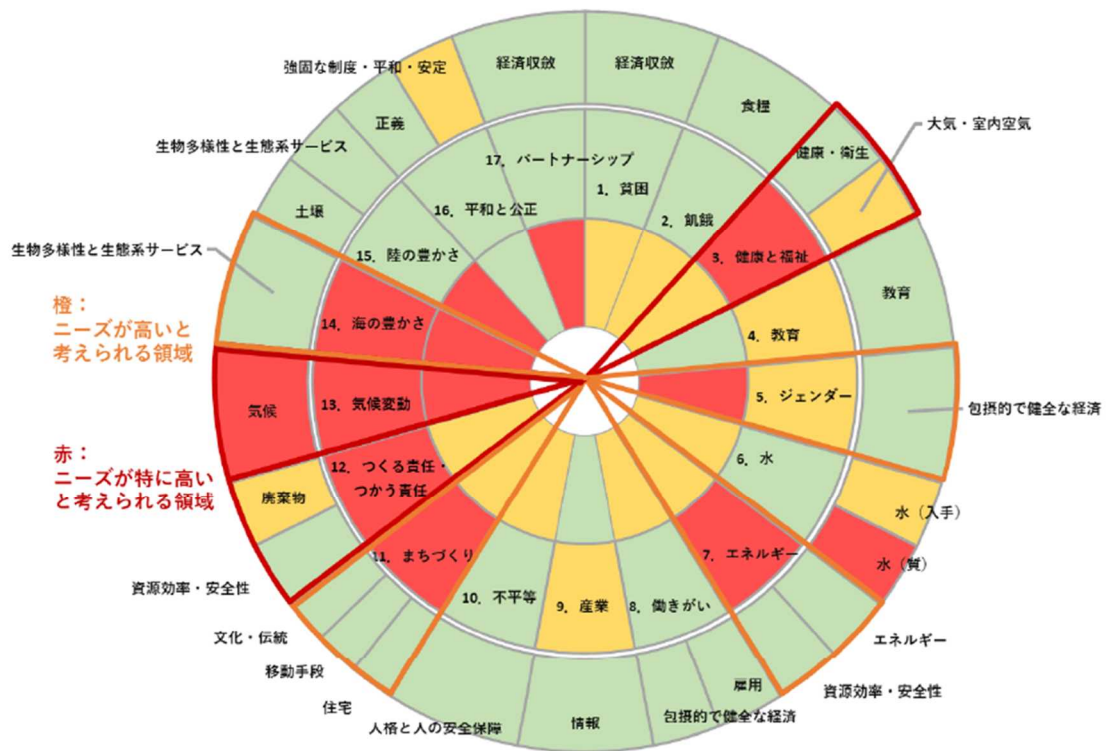 経済収斂
経済収斂
強固な制度・平和・安定
食糧
大気・室内空気
正義
生物多様性と生態系サービス
健康・衛生
17．パートナーシップ
1．貧困
16．平和と公正
2．飢餓
土壌
生物多様性と生態系サービス
15．陸の豊かさ
3．健康と福祉
教育
橙：
ニーズが高いと
考えられる領域
14．海の豊かさ
4．教育
気候
13．気候変動
5．ジェンダー
包摂的で健全な経済
赤：
ニーズが特に高い
と考えられる領域
12．つくる責任・
つかう責任
6．水
廃棄物
水（入手）
11．まちづくり
7．エネルギー
水（質）
資源効率・安全性
10．不平等
9．産業
8．働きがい
文化・伝統
エネルギー
移動手段
雇用
資源効率・安全性
住宅
人格と人の安全保障
情報
包摂的で健全な経済